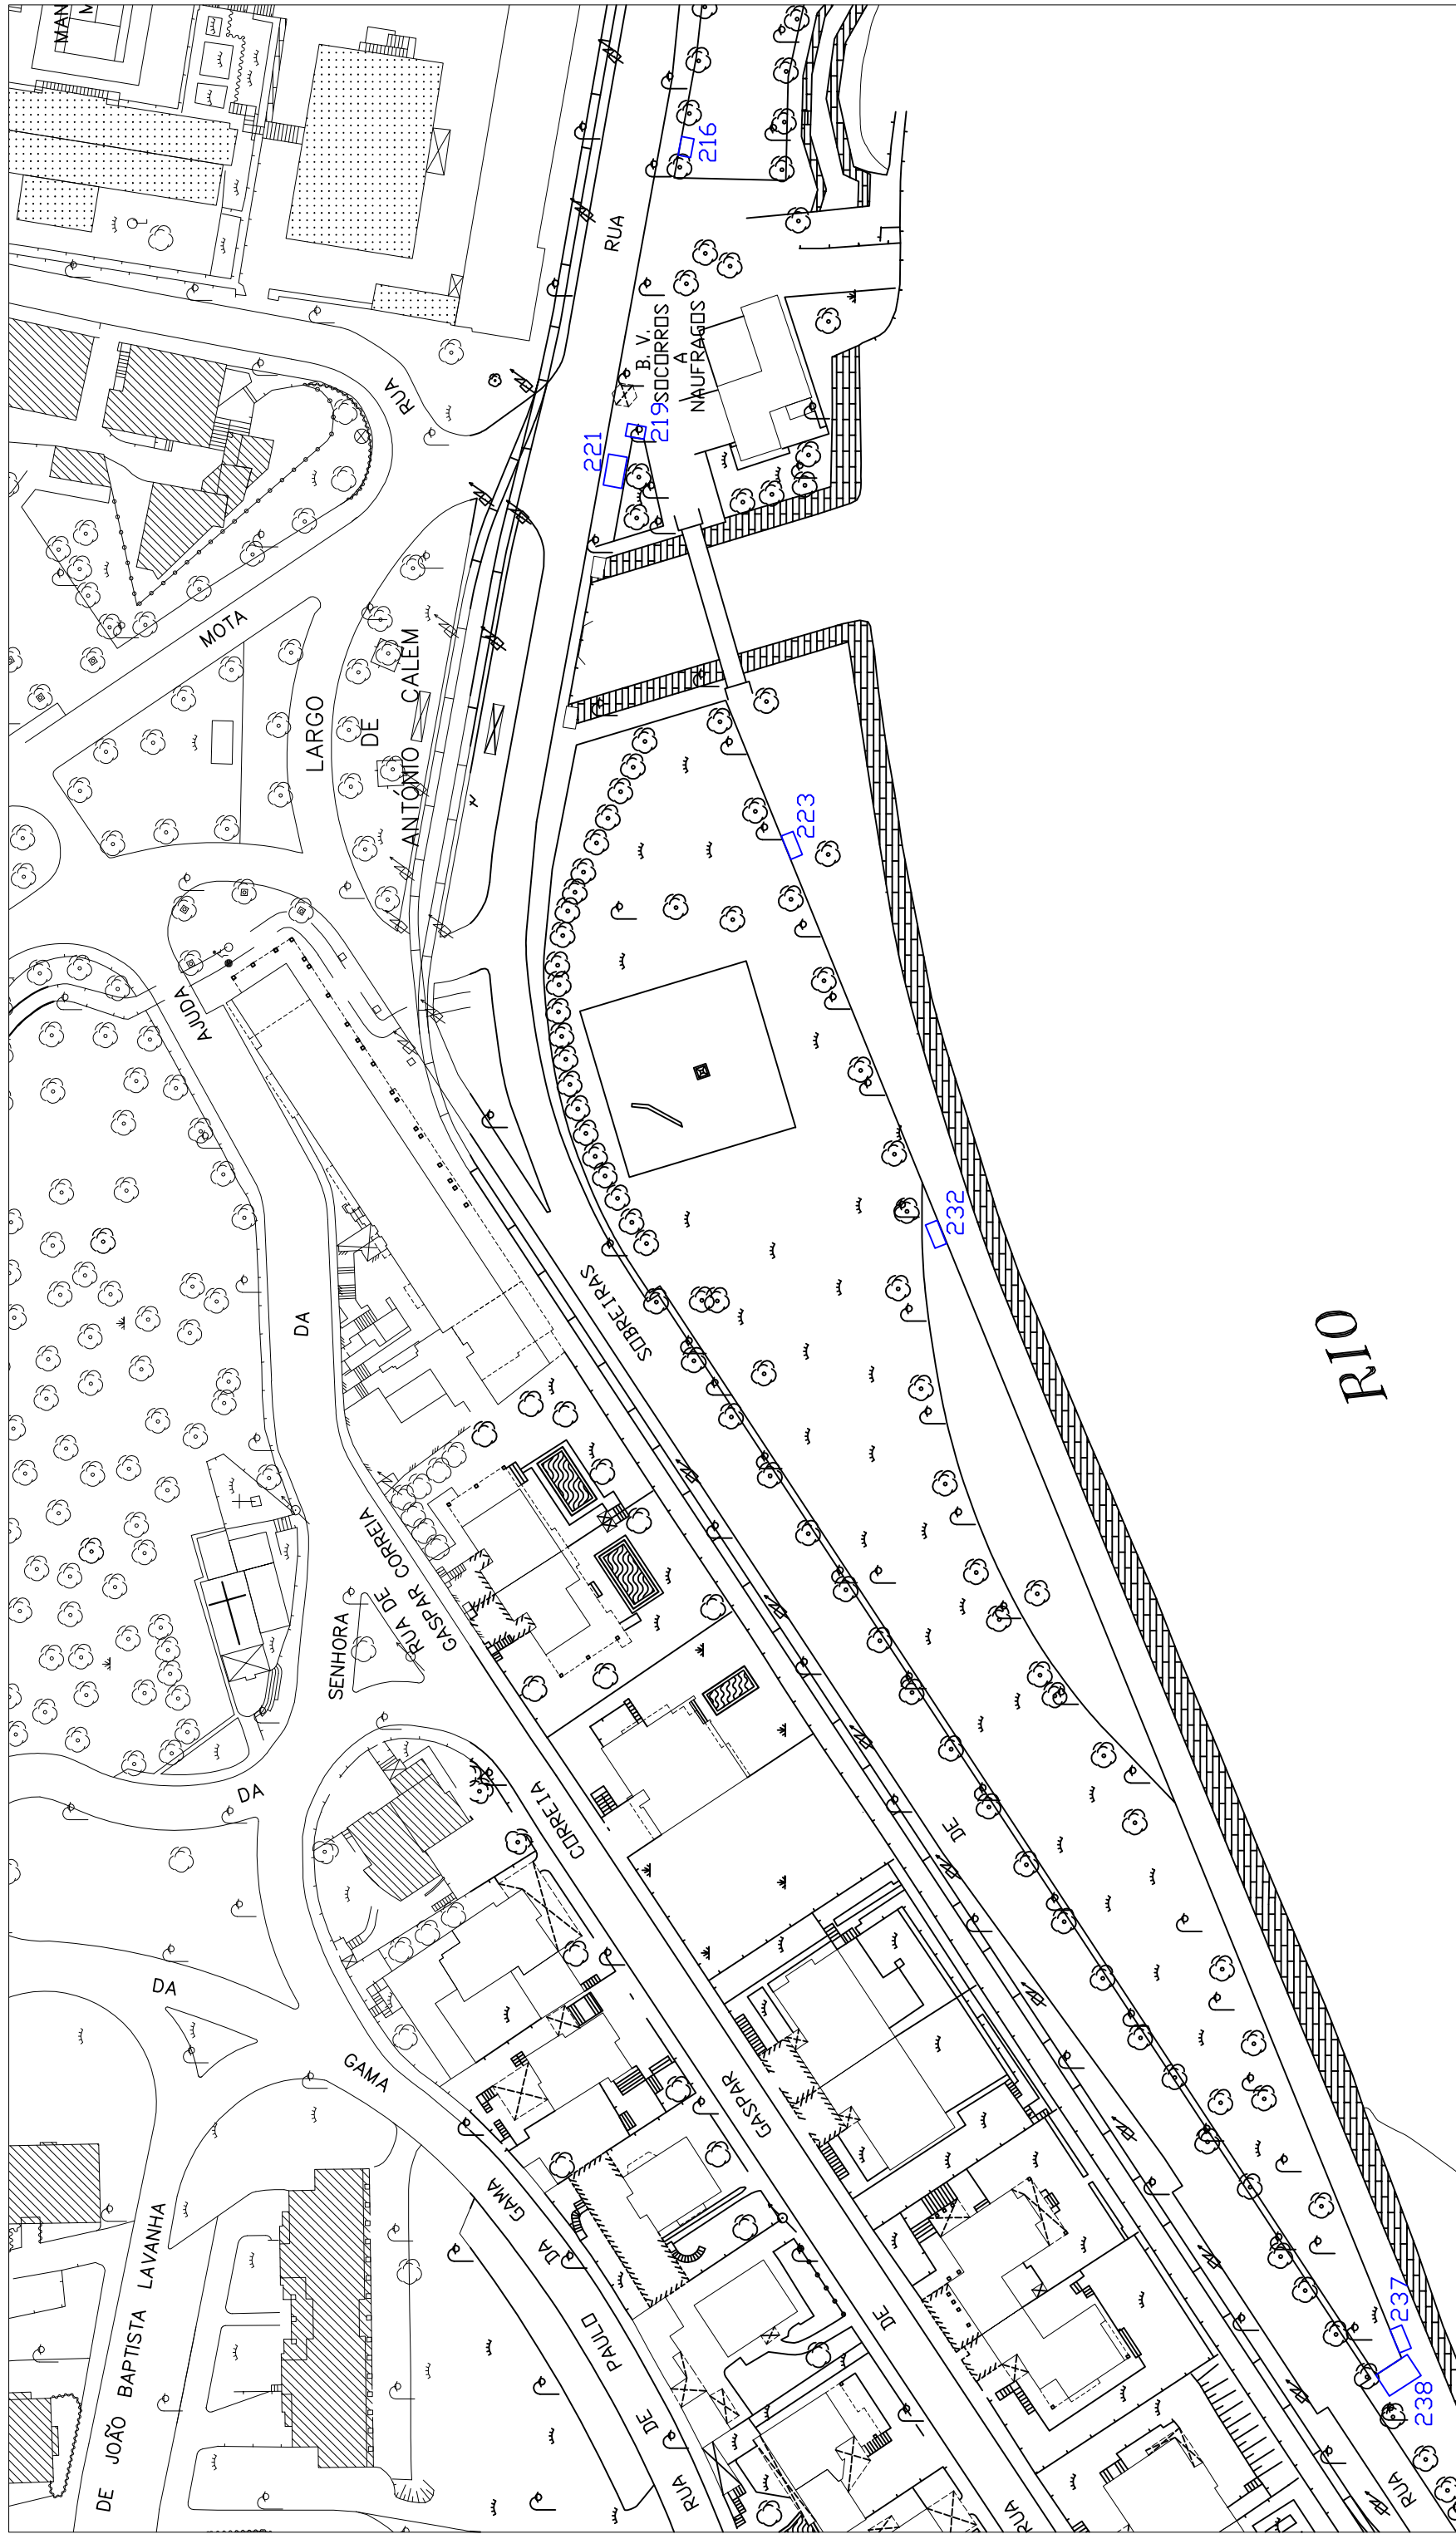 MAN
216
RUA
B. V.
SOCORROS
A
NAUFRAGOS
RUA
219
221
MOTA
LARGO
DE
ANTÓNIO CALEM
223
AJUDA
232
DA
SOBREIRAS
RIO
RUA DE
GASPAR CORREIA
SENHORA
DA
CORREIA
DE
DA
GAMA
GASPAR
GAMA
DA
DE JOÃO BAPTISTA LAVANHA
PAULO
DE
237
238
DE
RUA
RUA
RUA